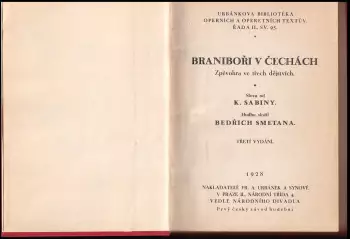 URBÁNKOVA BIBLIOTÉKA
OPERNÍCH A OPERETNÍCH TEXTŮ.
ŘADA II., SV. 95.
BRANIBOŘI V ČECHÁCH
Zpěvohra ve třech dějstvích.
Slova od
K. SABINY.
Hudbu složil
BEDŘICH SMETANA.
TŘETÍ VYDÁNÍ.
1928
NAKLADATELÉ FR. A. URBÁNEK A SYNOVÉ
V PRAZE II., NÁRODNÍ TŘÍDA 4
VEDLE NÁRODNÍHO DIVADLA
Prvý český závod hudební